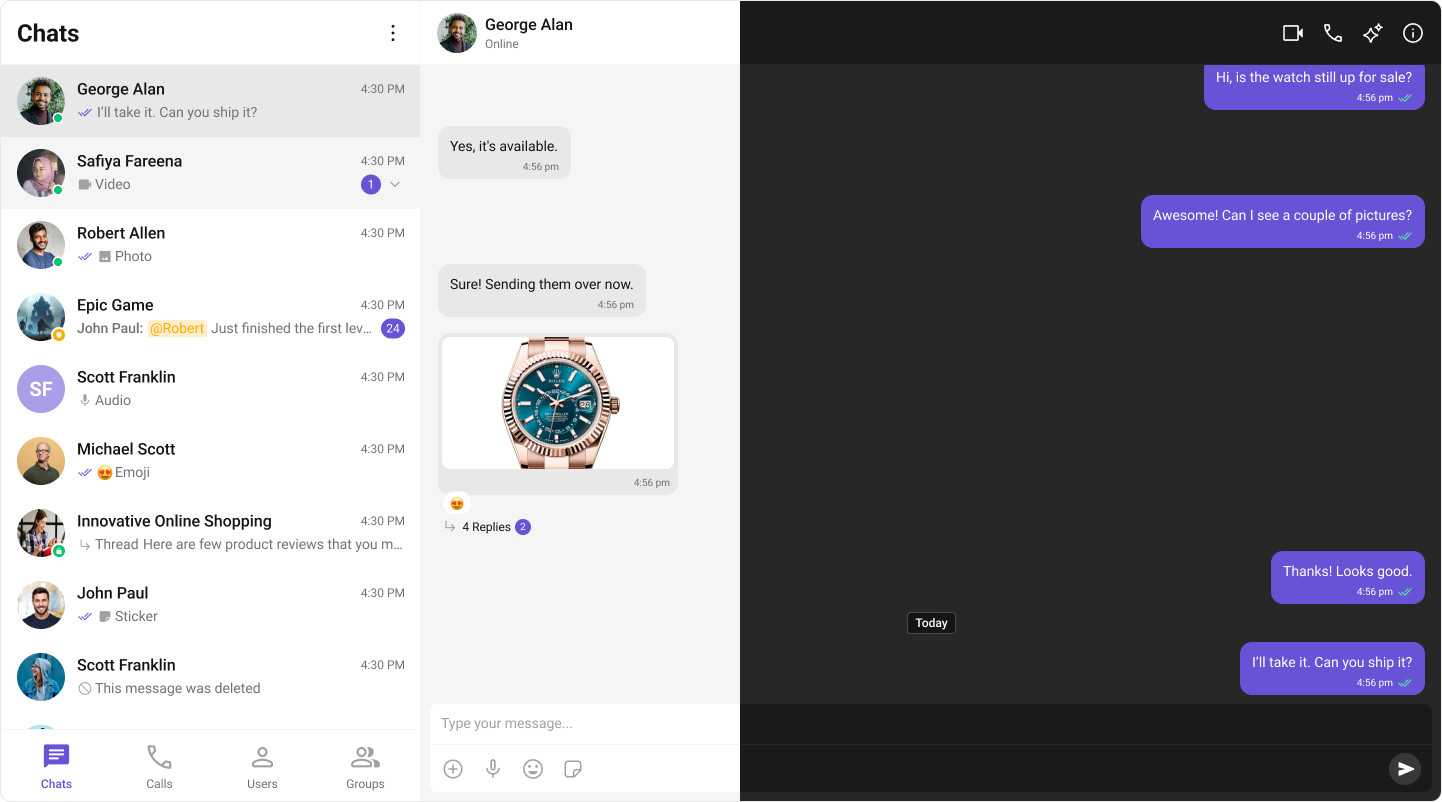 Chats
George Alan
4:30 PM
I'll take it. Can you ship it?
Safiya Fareena
4:30 PM
Video
1
Robert Allen
4:30 PM
Photo
Epic Game
4:30 PM
John Paul: @Robert Just finished the first lev...
24
SF
Scott Franklin
4:30 PM
Audio
Michael Scott
4:30 PM
Emoji
Innovative Online Shopping
4:30 PM
Thread Here are few product reviews that you m...
John Paul
4:30 PM
Sticker
Scott Franklin
4:30 PM
This message was deleted
Chats
Calls
Users
Groups
George Alan
Online
Hi, is the watch still up for sale?
4:56 pm
Yes, it's available.
4:56 pm
Awesome! Can I see a couple of pictures?
4:56 pm
Sure! Sending them over now.
4:56 pm
ROLEX
28
4:56 pm
4 Replies 2
Thanks! Looks good.
4:56 pm
Today
I'll take it. Can you ship it?
4:56 pm
Type your message...